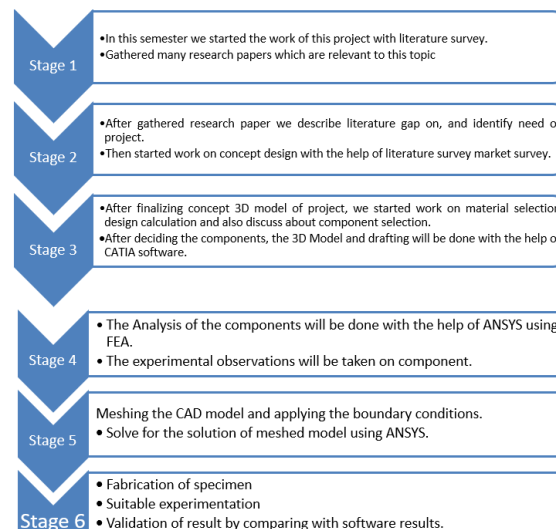 Stage 1
•In this semester we started the work of this project with literature survey.
•Gathered many research papers which are relevant to this topic
Stage 2
•After gathered research paper we describe literature gap on, and identify need o
project.
•Then started work on concept design with the help of literature survey market survey.
Stage 3
•After finalizing concept 3D model of project, we started work on material selection
design calculation and also discuss about component selection.
•After deciding the components, the 3D Model and drafting will be done with the help o
CATIA software.
Stage 4
• The Analysis of the components will be done with the help of ANSYS using
FEA.
• The experimental observations will be taken on component.
Stage 5
Meshing the CAD model and applying the boundary conditions.
• Solve for the solution of meshed model using ANSYS.
Stage 6
• Fabrication of specimen
• Suitable experimentation
• Validation of result by comparing with software results.